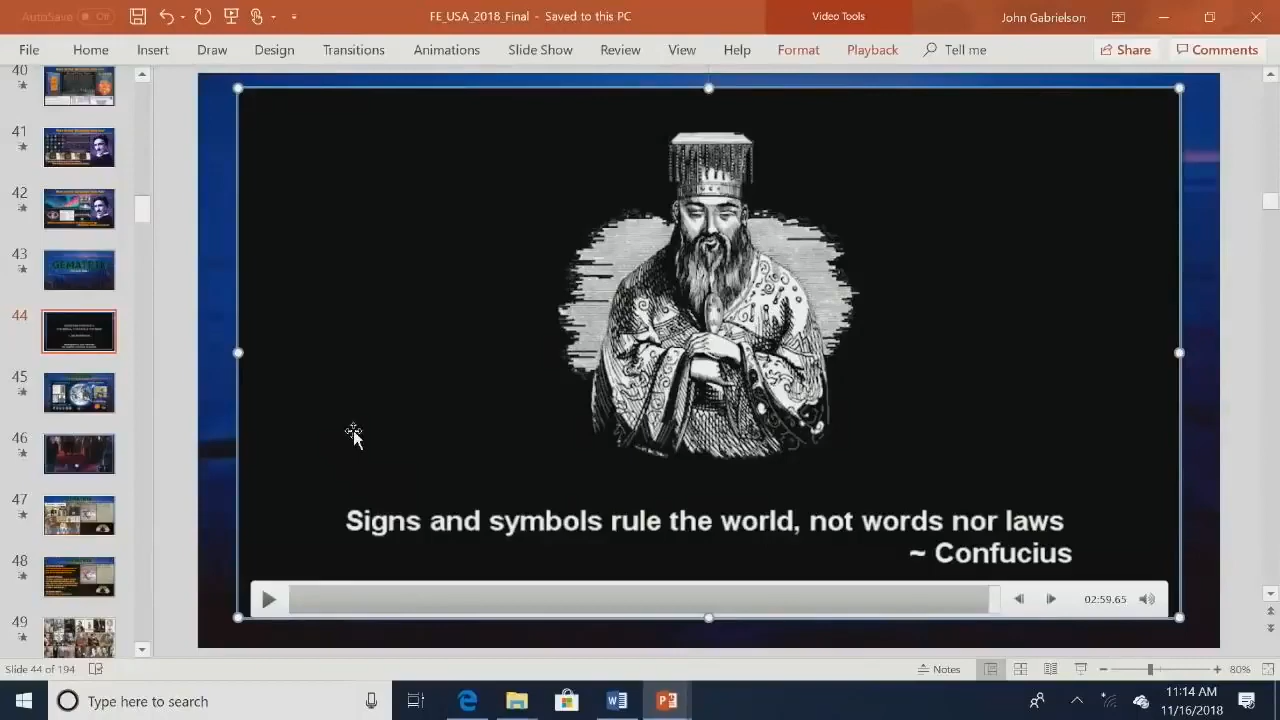 AutoSave Off FE_USA_2018_Final - Saved to this PC Video Tools John Gabrielson
File Home Insert Draw Design Transitions Animations Slide Show Review View Help Format Playback Tell me Share Comments
40
41
42
43
GEMATRIA
44
45
46
47
48
49
Signs and symbols rule the world, not words nor laws
~ Confucius
02:59.65
Slide 44 of 194 Notes 80%
Type here to search
11:14 AM
11/16/2018